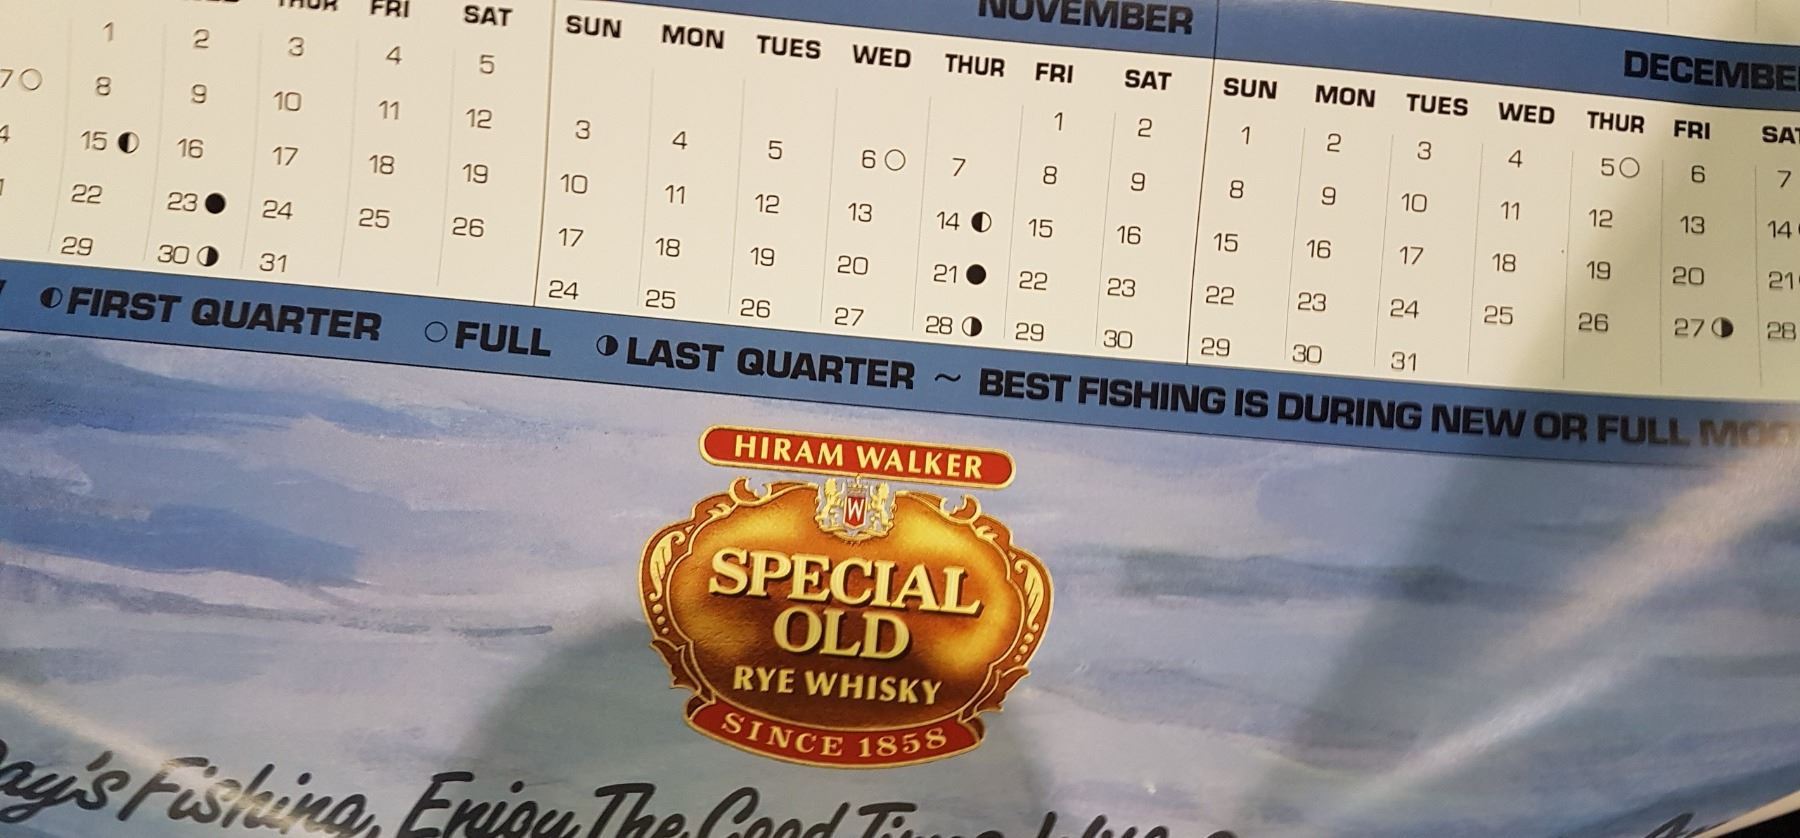 NOVEMBER
THUR FRI SAT
SUN MON TUES WED THUR FRI SAT
SUN MON TUES WED THUR FRI
1 2 3 4 5
7 8 9 10 11 12
15 16 17 18 19
22 23 24 25 26
29 30 31
1 2
3 4 5 6 7 8 9
10 11 12 13 14 15 16
17 18 19 20 21 22 23
24 25 26 27 28 29 30
1 2 3 4 5 6 7
8 9 10 11 12 13 14
15 16 17 18 19 20 21
22 23 24 25 26 27 28
29 30 31
FIRST QUARTER FULL LAST QUARTER ~ BEST FISHING IS DURING NEW OR FULL
HIRAM WALKER
W
SPECIAL
OLD
RYE WHISKY
SINCE 1858
Fishing, Enjoy The Good